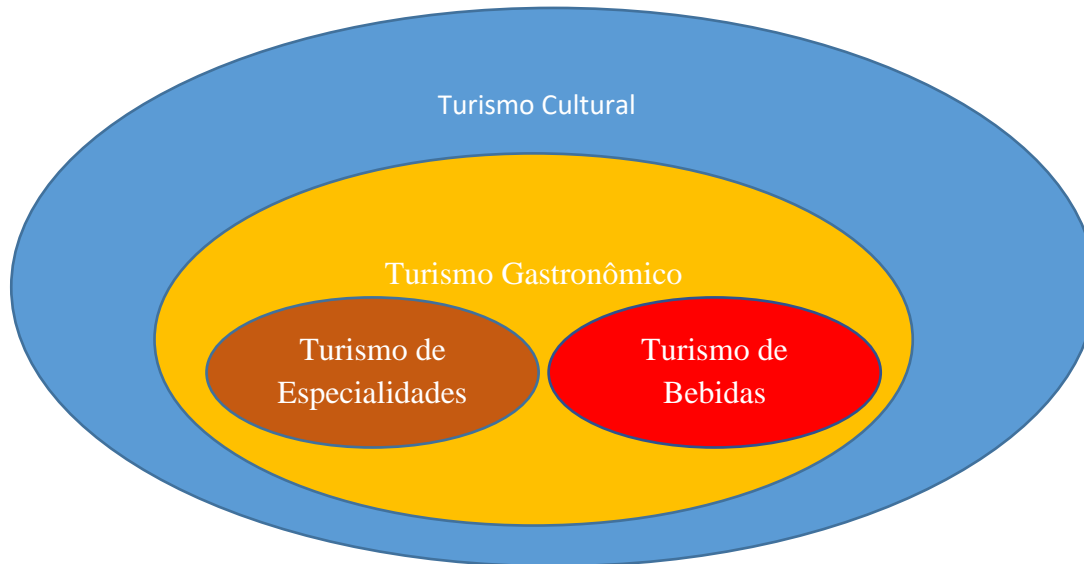 Turismo Cultural
Turismo Gastronômico
Turismo de
Especialidades
Turismo de
Bebidas